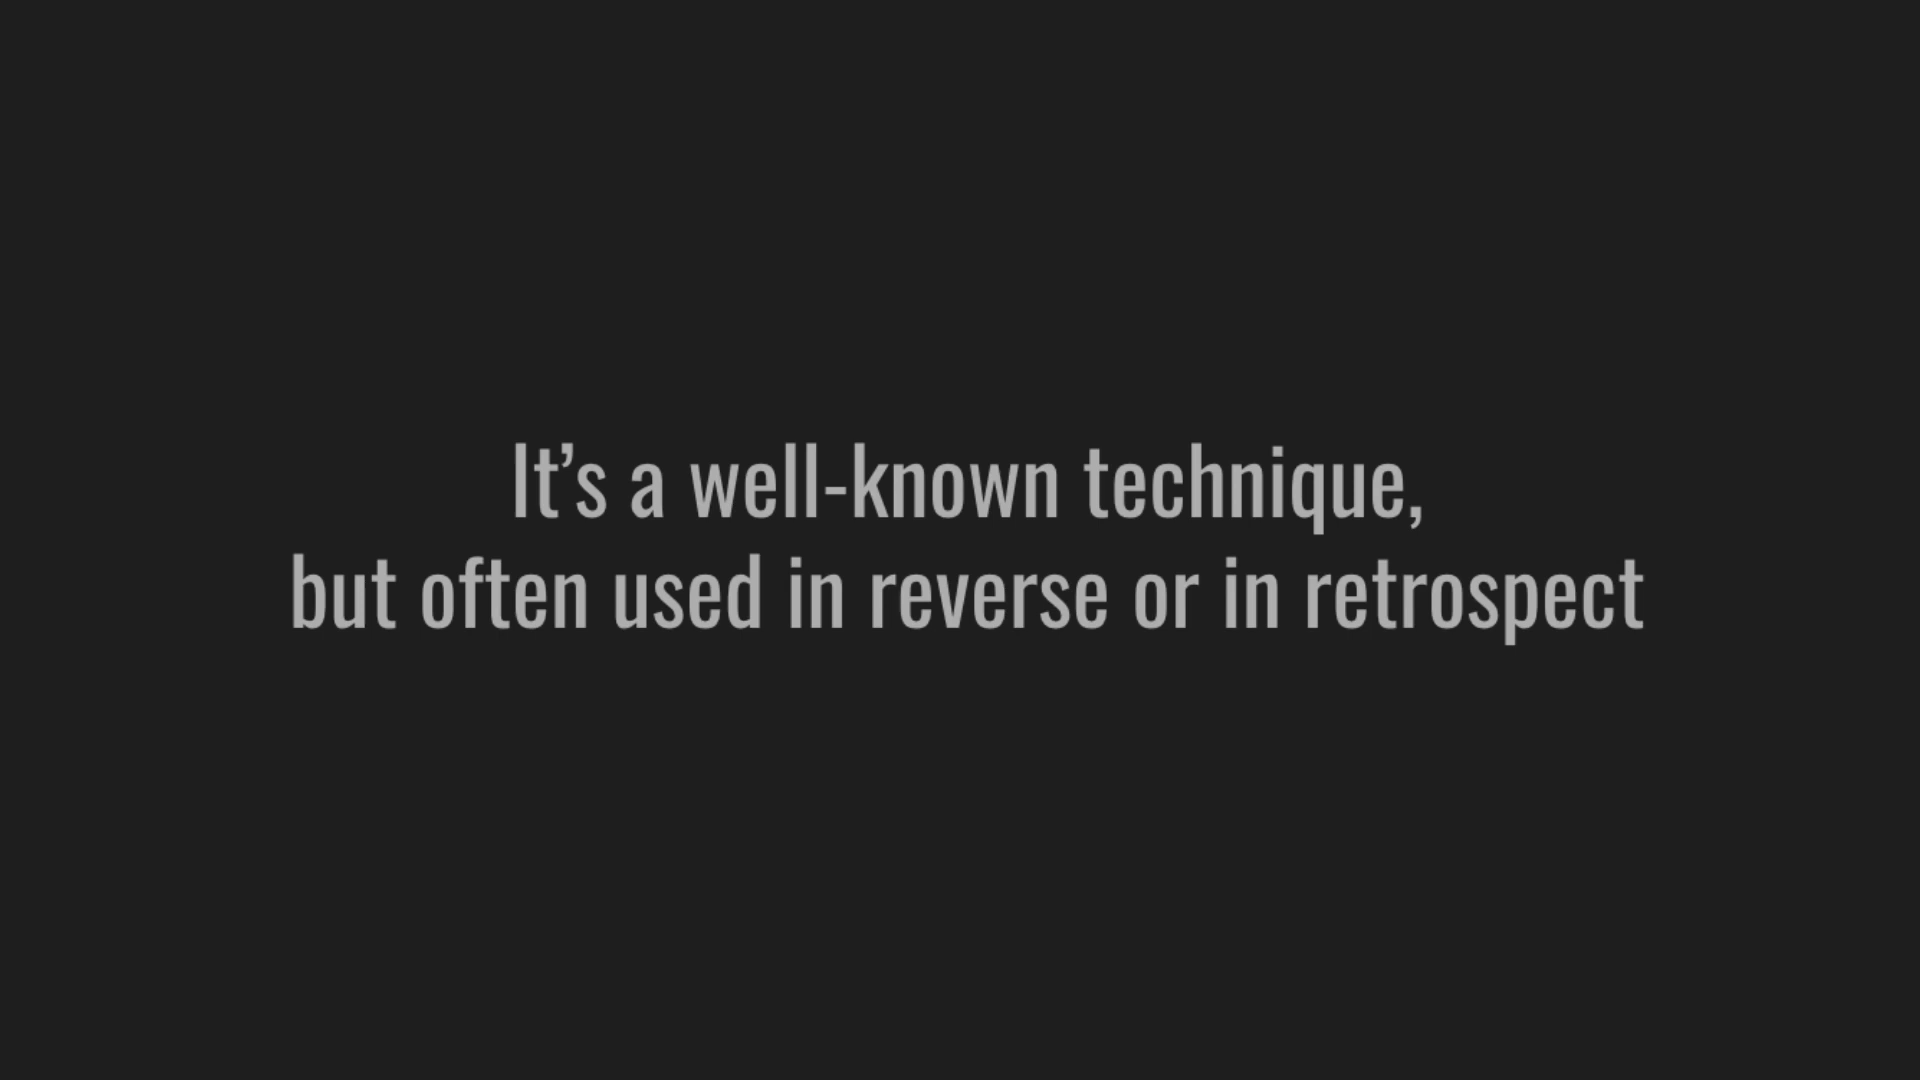 It’s a well-known technique,
but often used in reverse or in retrospect